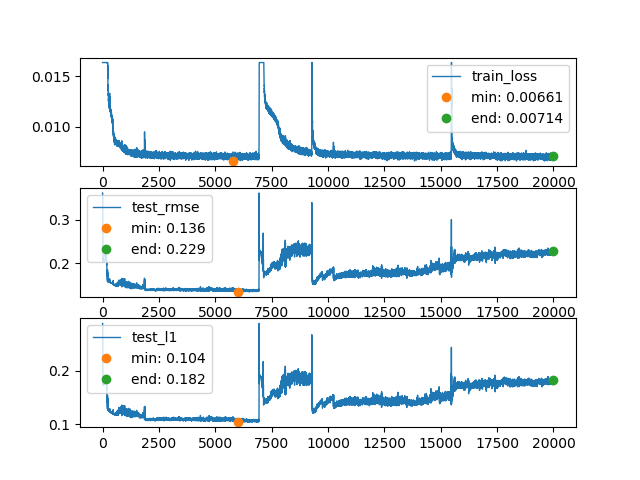 0.015
0.010
train_loss
min: 0.00661
end: 0.00714
0 2500 5000 7500 10000 12500 15000 17500 20000
0.3
0.2
test_rmse
min: 0.136
end: 0.229
0 2500 5000 7500 10000 12500 15000 17500 20000
0.2
0.1
test_l1
min: 0.104
end: 0.182
0 2500 5000 7500 10000 12500 15000 17500 20000